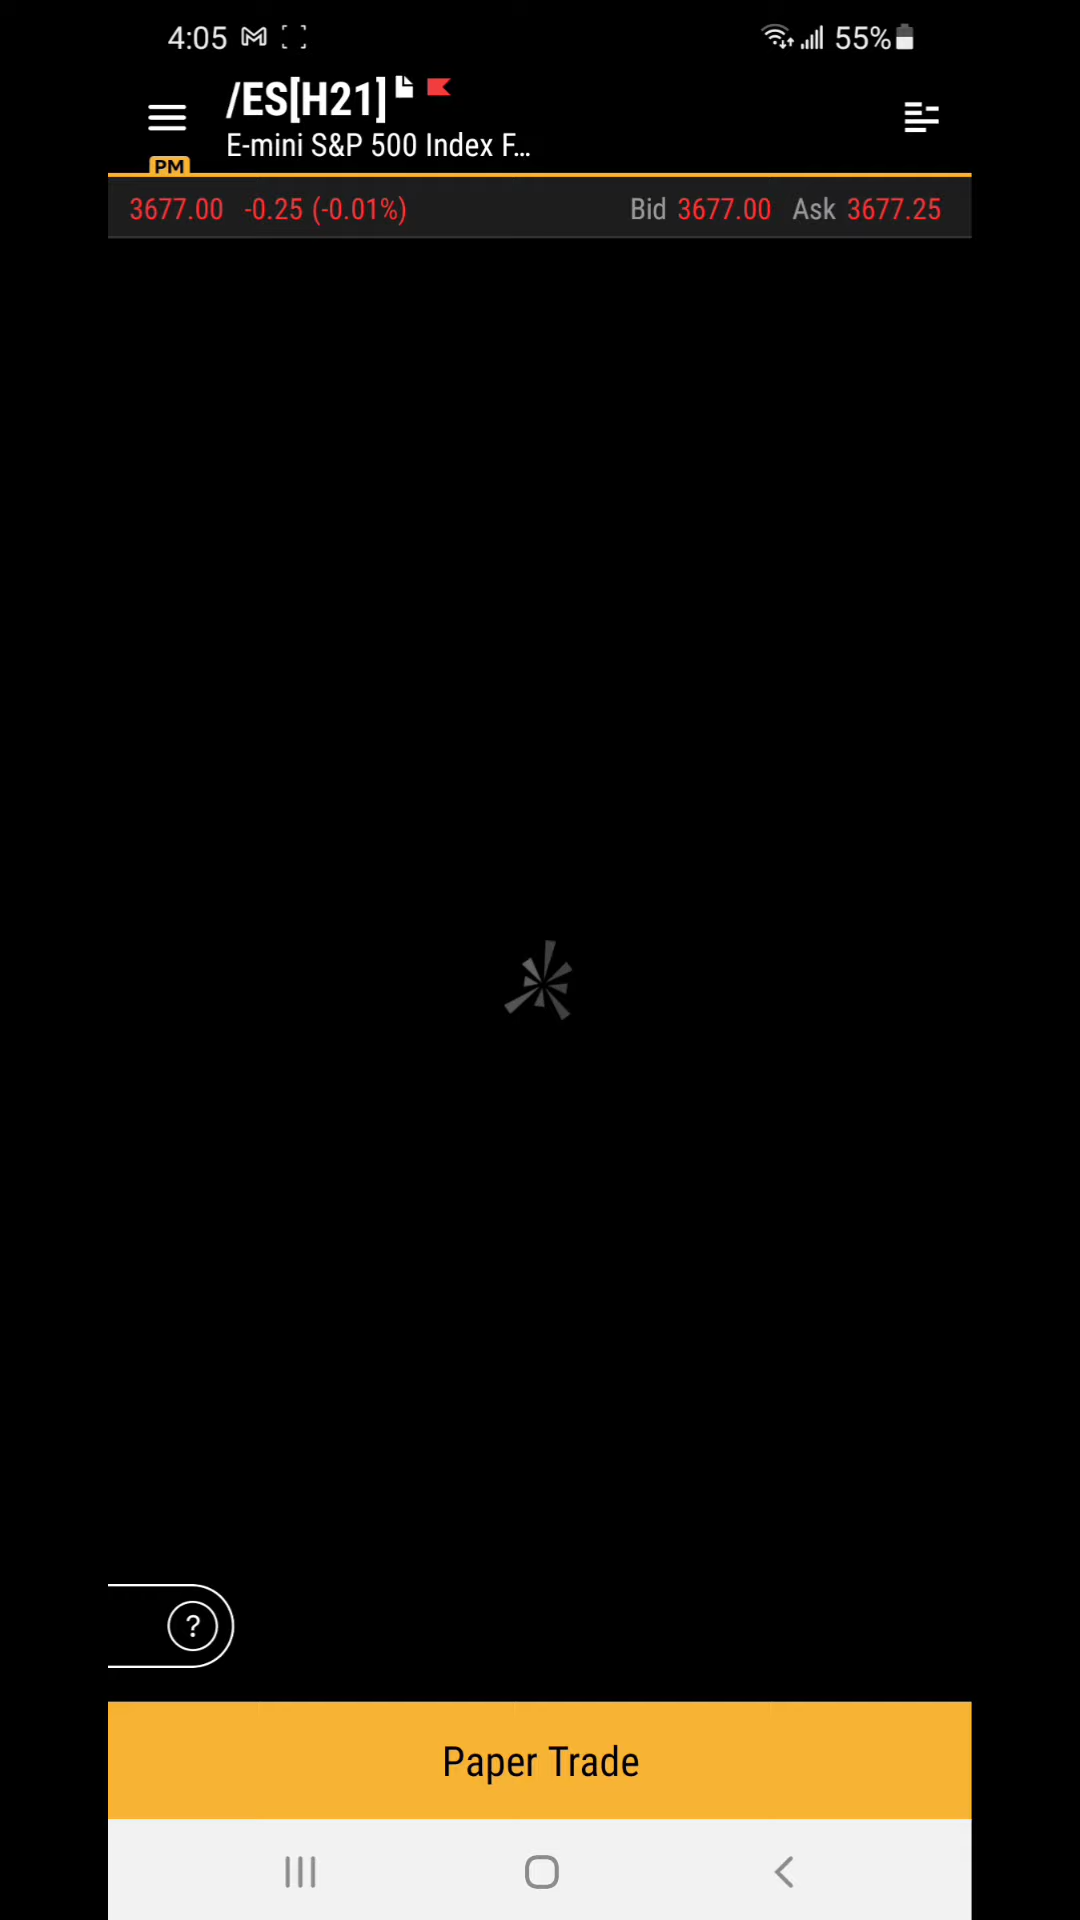 4:05 55%
/ES[H21]
E-mini S&P 500 Index F...
PM
3677.00 -0.25 (-0.01%) Bid 3677.00 Ask 3677.25
?
Paper Trade